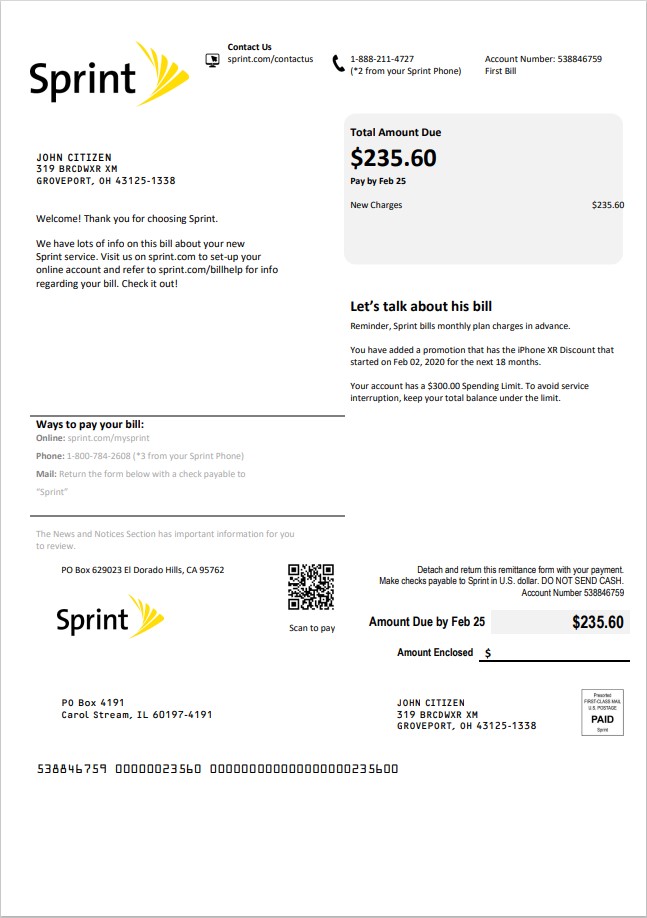 Sprint
Contact Us
sprint.com/contactus
1-888-211-4727
(*2 from your Sprint Phone)
Account Number: 538846759
First Bill
JOHN CITIZEN
319 BRCDWXR XM
GROVEPORT, OH 43125-1338
Total Amount Due
$235.60
Pay by Feb 25
New Charges $235.60
Welcome! Thank you for choosing Sprint.
We have lots of info on this bill about your new
Sprint service. Visit us on sprint.com to set-up your
online account and refer to sprint.com/billhelp for info
regarding your bill. Check it out!
Let's talk about his bill
Reminder, Sprint bills monthly plan charges in advance.
You have added a promotion that has the iPhone XR Discount that
started on Feb 02, 2020 for the next 18 months.
Your account has a $300.00 Spending Limit. To avoid service
interruption, keep your total balance under the limit.
Ways to pay your bill:
Online: sprint.com/mysprint
Phone: 1-800-784-2608 (*3 from your Sprint Phone)
Mail: Return the form below with a check payable to
"Sprint"
The News and Notices Section has important information for you
to review.
PO Box 629023 El Dorado Hills, CA 95762
Sprint
Scan to pay
Detach and return this remittance form with your payment.
Make checks payable to Sprint in U.S. dollar. DO NOT SEND CASH.
Account Number 538846759
Amount Due by Feb 25 $235.60
Amount Enclosed $
PO Box 4191
Carol Stream, IL 60197-4191
JOHN CITIZEN
319 BRCDWXR XM
GROVEPORT, OH 43125-1338
Presorted
FIRST-CLASS MAIL
U.S. POSTAGE
PAID
Sprint
538846759 00000023560 0000000000000000000235600